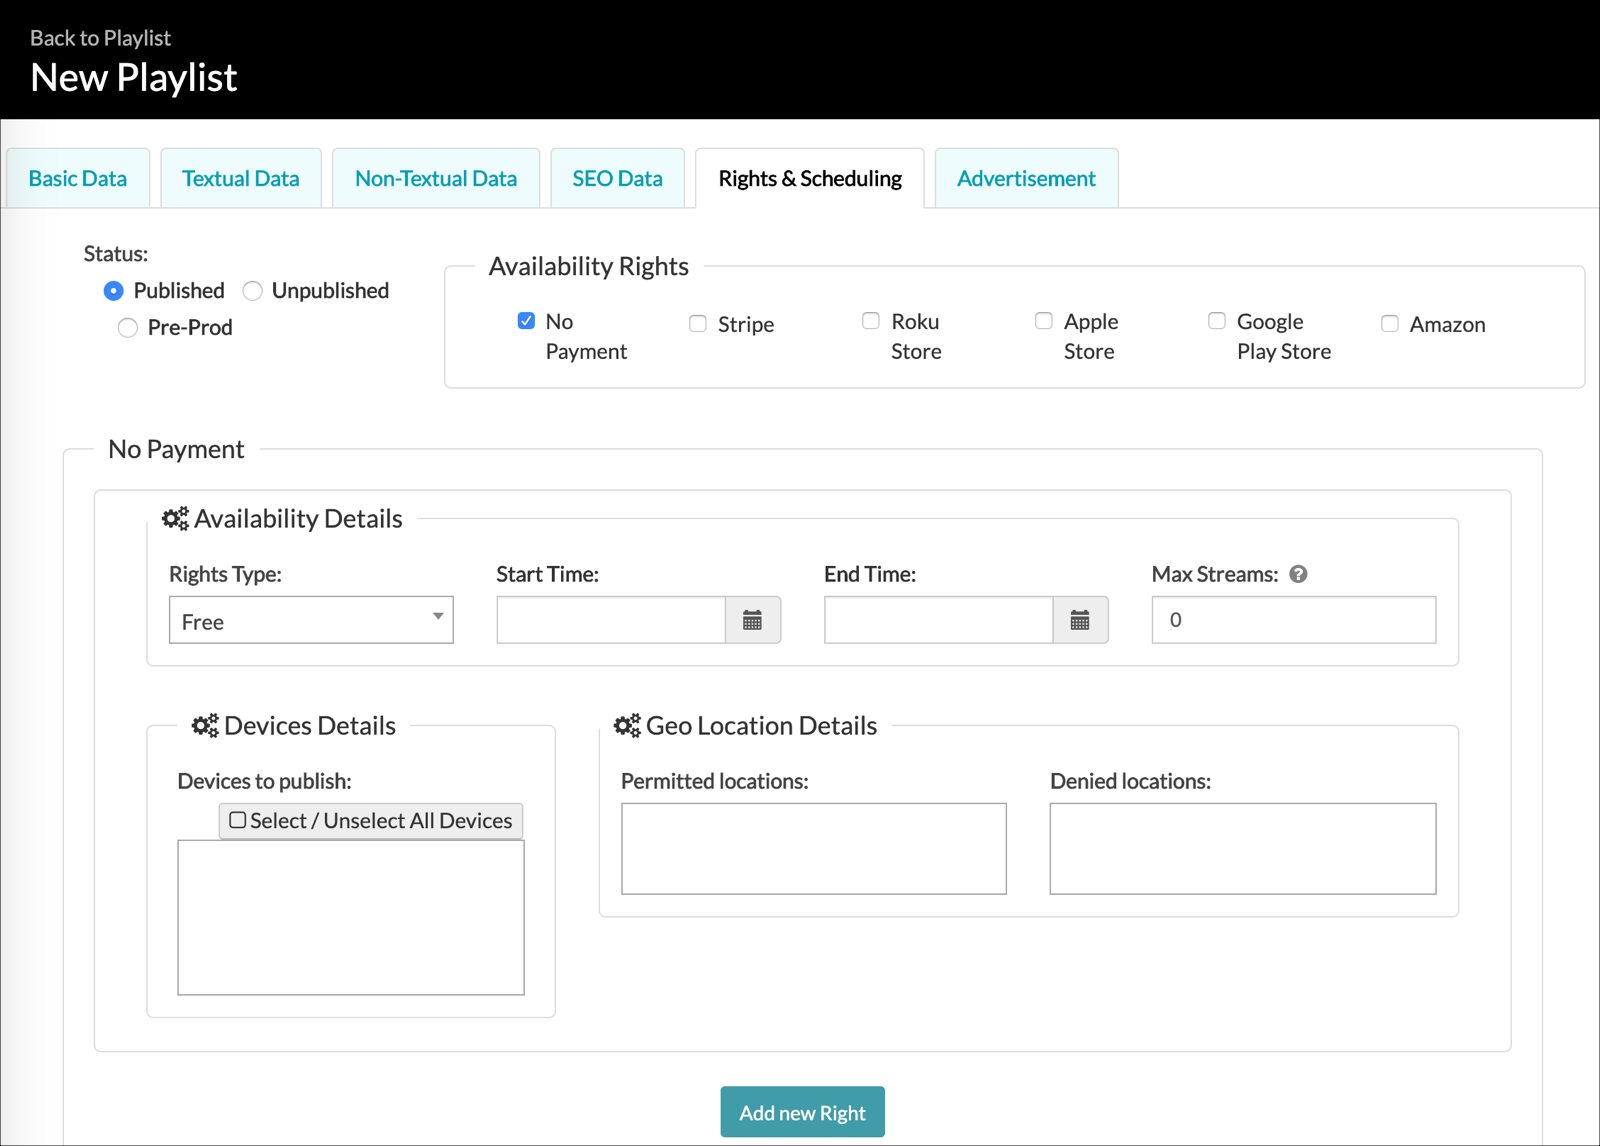 Back to Playlist
New Playlist
Basic Data
Textual Data
Non-Textual Data
SEO Data
Rights & Scheduling
Advertisement
Status:
Published
Unpublished
Pre-Prod
Availability Rights
No
Payment
Stripe
Roku
Store
Apple
Store
Google
Play Store
Amazon
No Payment
Availability Details
Rights Type:
Start Time:
End Time:
Max Streams: ?
Free
0
Devices Details
Devices to publish:
Select / Unselect All Devices
Geo Location Details
Permitted locations:
Denied locations:
Add new Right